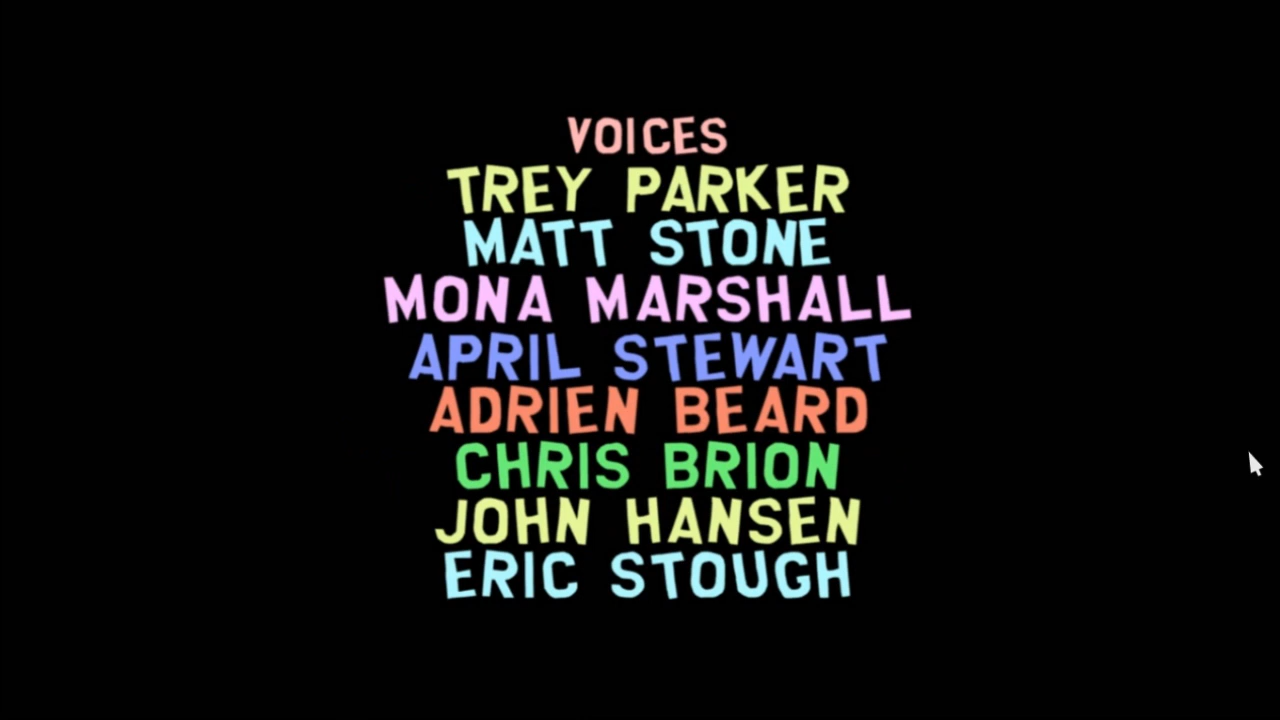 VOICES
TREY PARKER
MATT STONE
MONA MARSHALL
APRIL STEWART
ADRIEN BEARD
CHRIS BRION
JOHN HANSEN
ERIC STOUGH